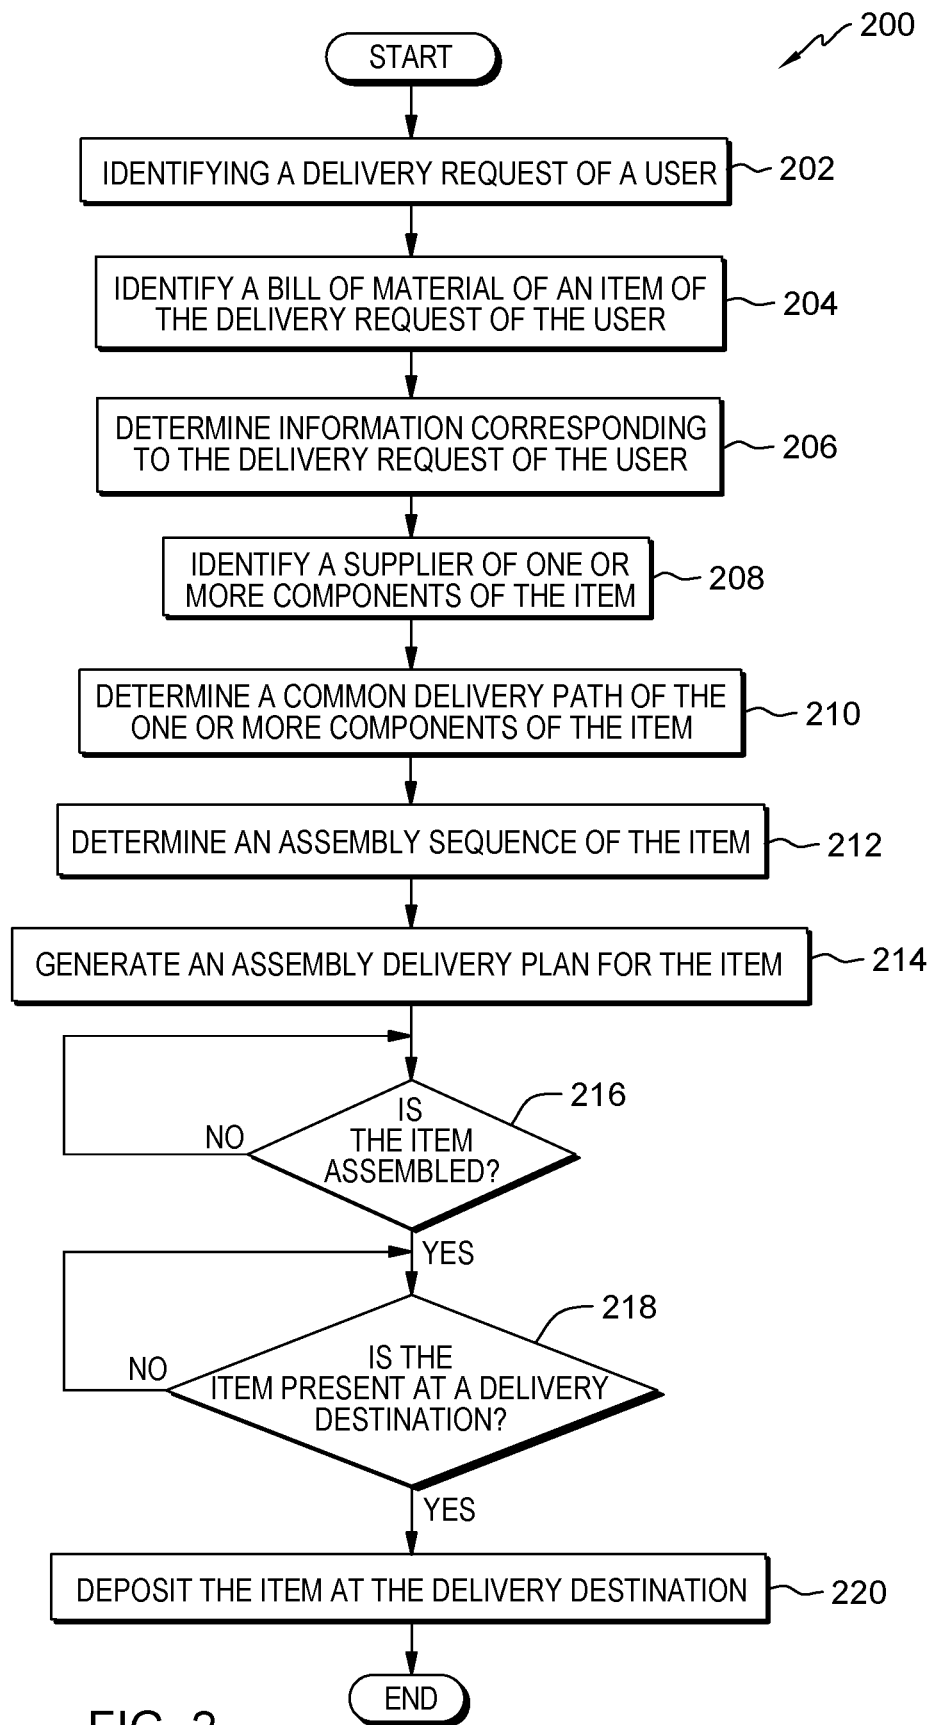 200
START
IDENTIFYING A DELIVERY REQUEST OF A USER
202
IDENTIFY A BILL OF MATERIAL OF AN ITEM OF
THE DELIVERY REQUEST OF THE USER
204
DETERMINE INFORMATION CORRESPONDING
TO THE DELIVERY REQUEST OF THE USER
206
IDENTIFY A SUPPLIER OF ONE OR
MORE COMPONENTS OF THE ITEM
208
DETERMINE A COMMON DELIVERY PATH OF THE
ONE OR MORE COMPONENTS OF THE ITEM
210
DETERMINE AN ASSEMBLY SEQUENCE OF THE ITEM
212
GENERATE AN ASSEMBLY DELIVERY PLAN FOR THE ITEM
214
IS
THE ITEM
ASSEMBLED?
216
NO
YES
IS THE
ITEM PRESENT AT A DELIVERY
DESTINATION?
218
NO
YES
DEPOSIT THE ITEM AT THE DELIVERY DESTINATION
220
END
FIG. 2